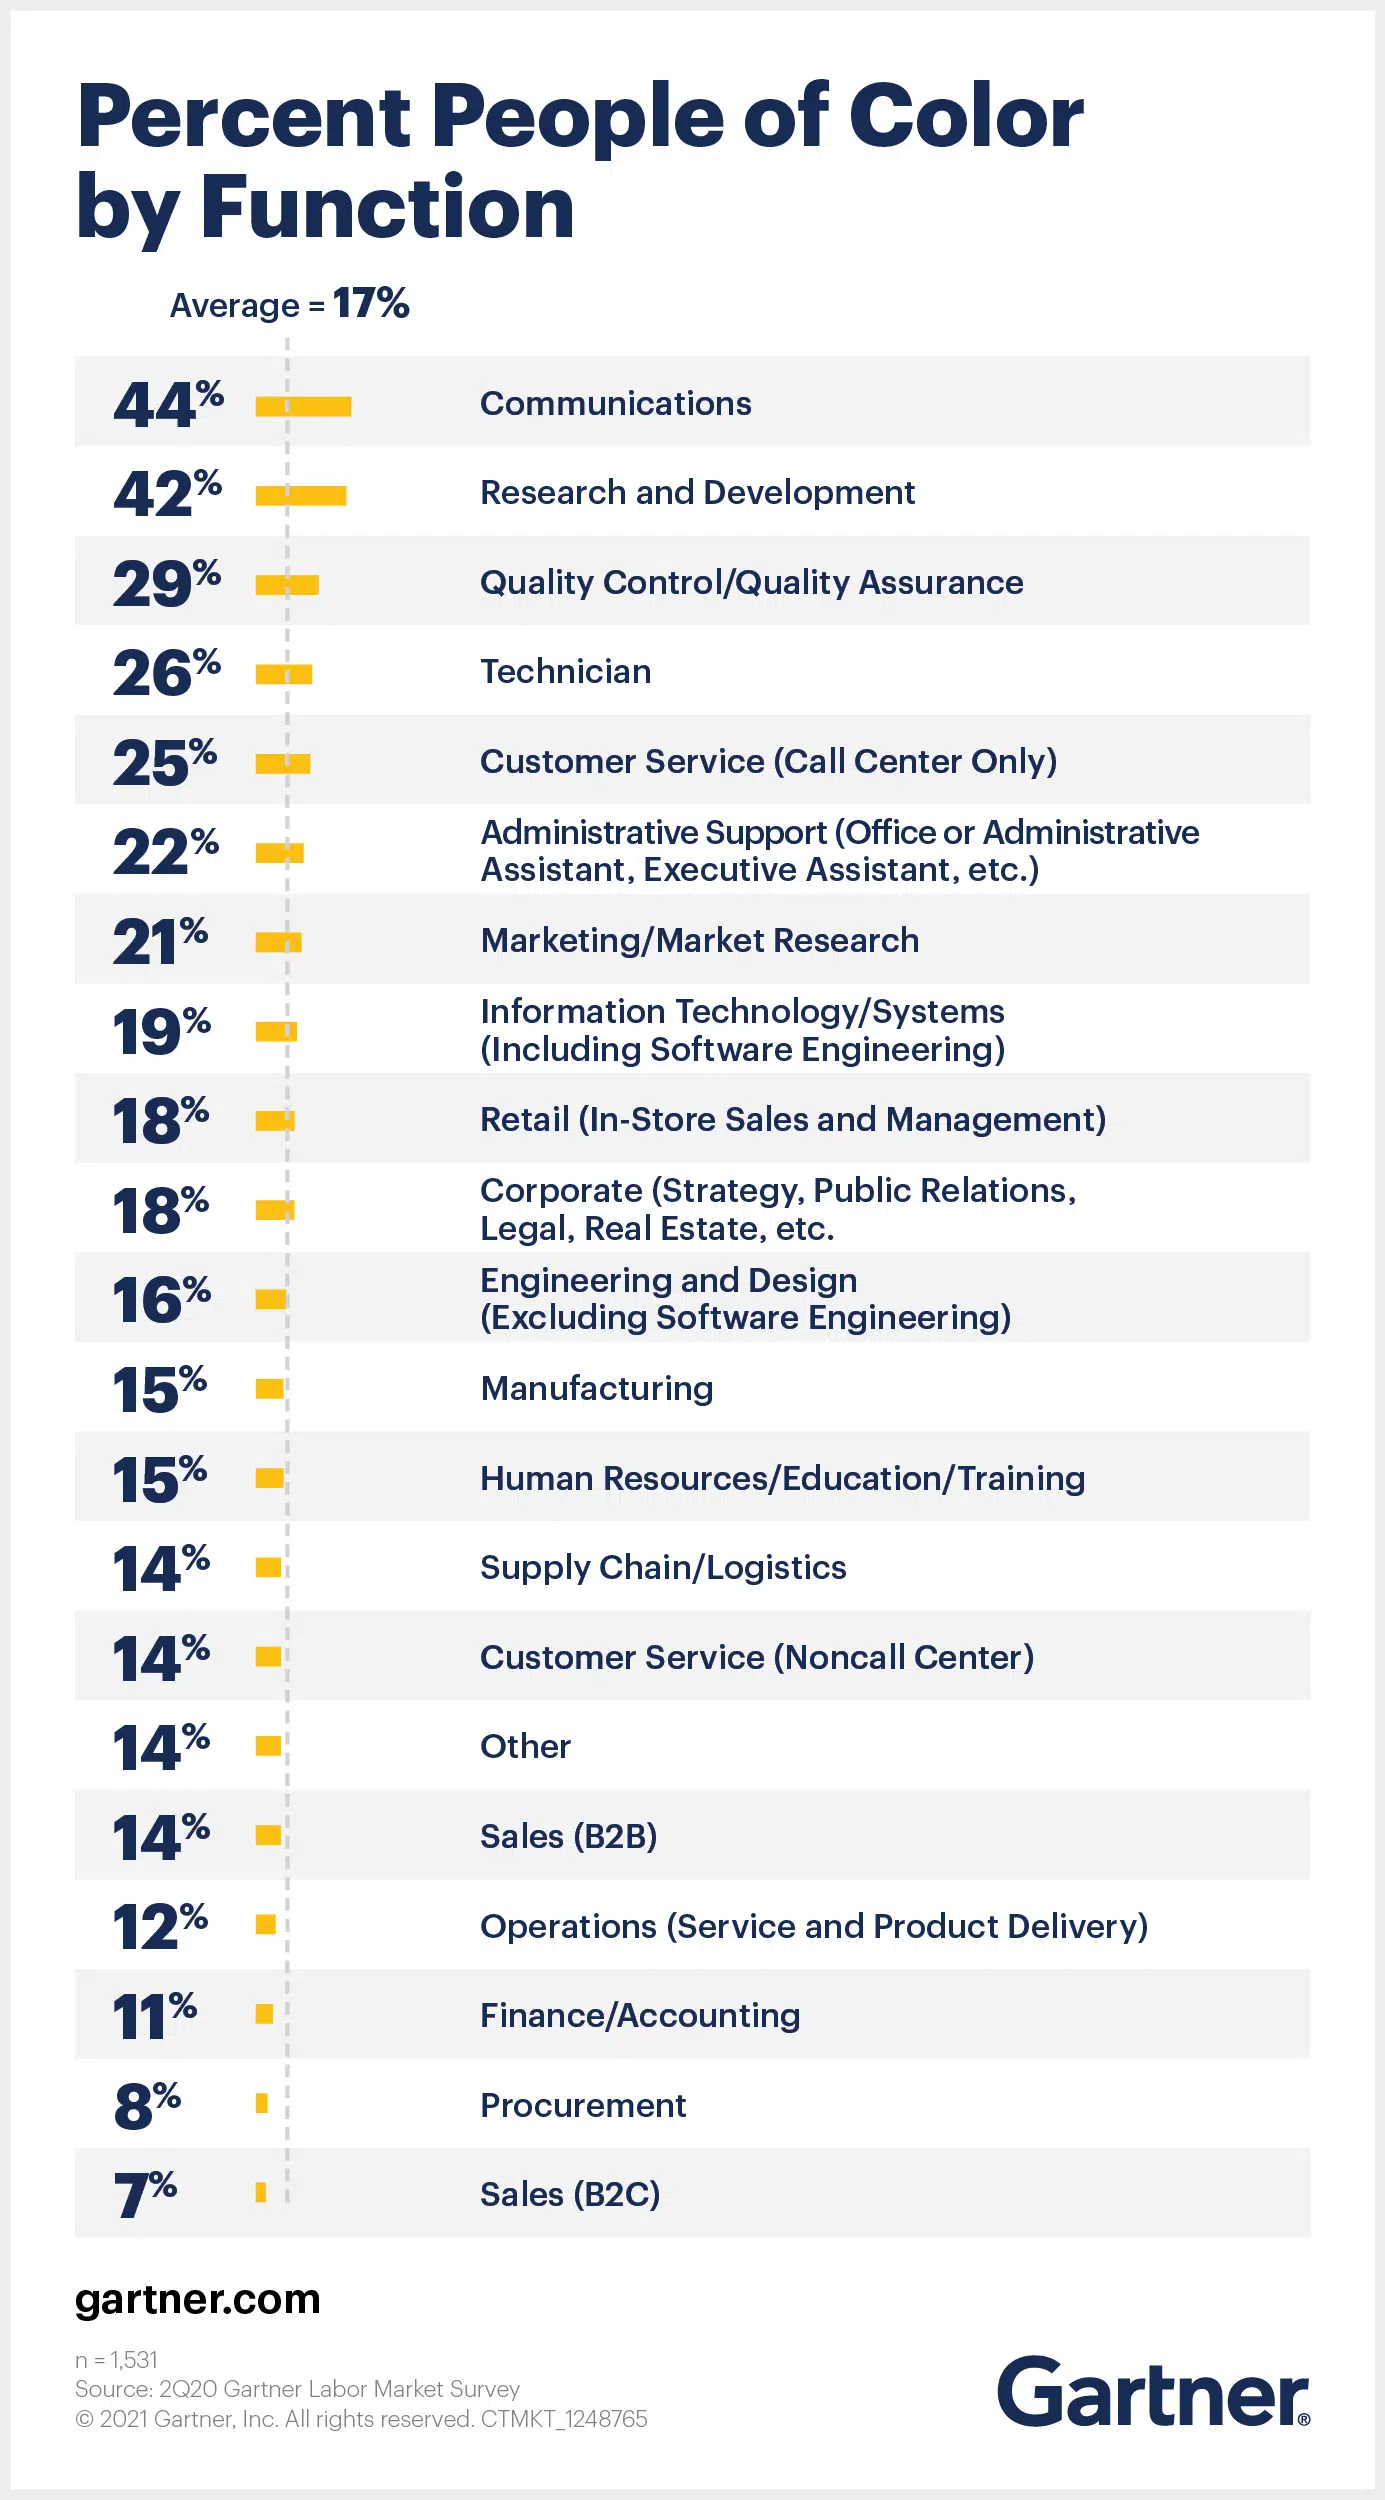 Percent People of Color
by Function
Average = 17%
44% Communications
42% Research and Development
29% Quality Control/Quality Assurance
26% Technician
25% Customer Service (Call Center Only)
22% Administrative Support (Office or Administrative
Assistant, Executive Assistant, etc.)
21% Marketing/Market Research
19% Information Technology/Systems
(Including Software Engineering)
18% Retail (In-Store Sales and Management)
18% Corporate (Strategy, Public Relations,
Legal, Real Estate, etc.
16% Engineering and Design
(Excluding Software Engineering)
15% Manufacturing
15% Human Resources/Education/Training
14% Supply Chain/Logistics
14% Customer Service (Noncall Center)
14% Other
14% Sales (B2B)
12% Operations (Service and Product Delivery)
11% Finance/Accounting
8% Procurement
7% Sales (B2C)
gartner.com
n = 1,531
Source: 2Q20 Gartner Labor Market Survey
© 2021 Gartner, Inc. All rights reserved. CTMKT_1248765
Gartner®